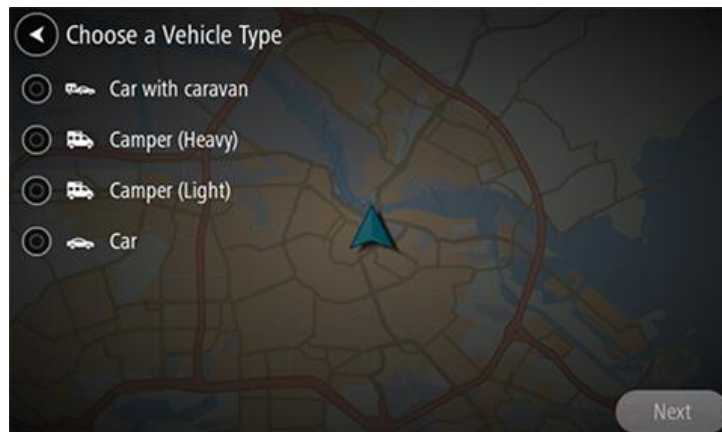 Choose a Vehicle Type
Car with caravan
Camper (Heavy)
Camper (Light)
Car
Next